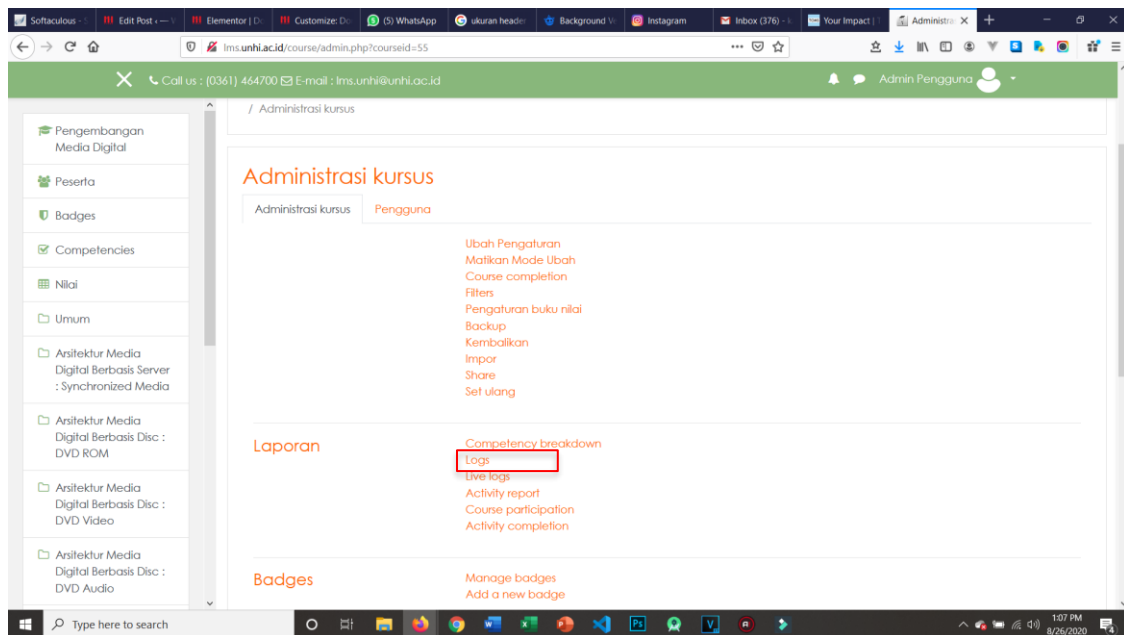 Softaculous - S
Edit Post ‹ — V
Elementor | Do
Customize: Do
(5) WhatsApp
ukuran header
Background Ve
Instagram
Inbox (376) - k
Your Impact | T
Administra
lms.unhi.ac.id/course/admin.php?courseid=55
Call us : (0361) 464700 E-mail : lms.unhi@unhi.ac.id
Admin Pengguna
/ Administrasi kursus
Pengembangan
Media Digital
Peserta
Badges
Competencies
Nilai
Umum
Arsitektur Media
Digital Berbasis Server
: Synchronized Media
Arsitektur Media
Digital Berbasis Disc :
DVD ROM
Arsitektur Media
Digital Berbasis Disc :
DVD Video
Arsitektur Media
Digital Berbasis Disc :
DVD Audio
Administrasi kursus
Administrasi kursus
Pengguna
Ubah Pengaturan
Matikan Mode Ubah
Course completion
Filters
Pengaturan buku nilai
Backup
Kembalikan
Impor
Share
Set ulang
Laporan
Competency breakdown
Logs
Live logs
Activity report
Course participation
Activity completion
Badges
Manage badges
Add a new badge
Type here to search
1:07 PM
8/26/2020